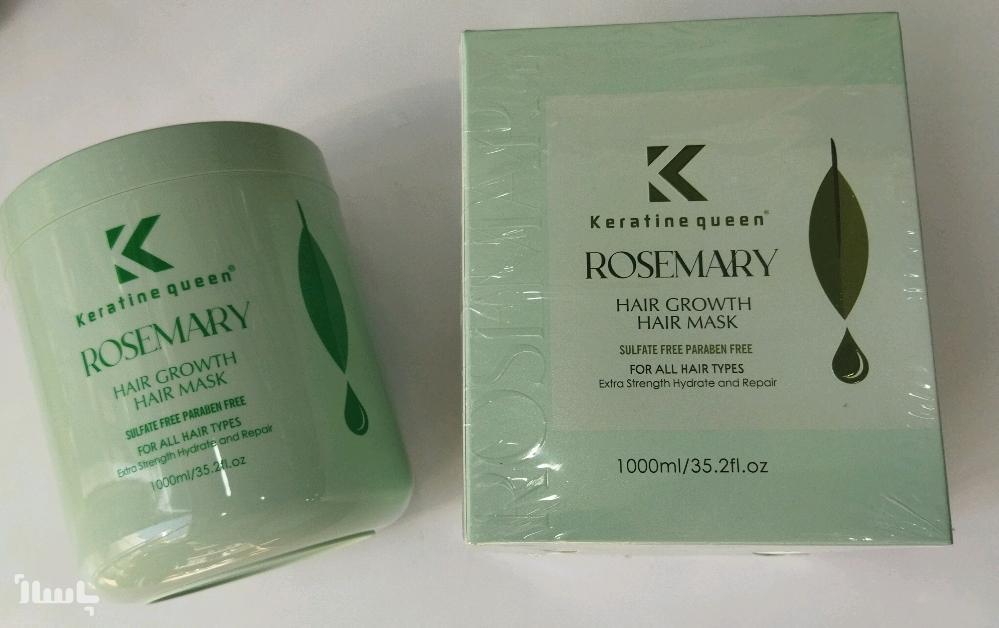 K
Keratine queen®
ROSEMARY
HAIR GROWTH
HAIR MASK
SULFATE FREE PARABEN FREE
FOR ALL HAIR TYPES
Extra Strength Hydrate and Repair
1000ml/35.2fl.oz
ROSEMARY
K
Keratine queen®
ROSEMARY
HAIR GROWTH
HAIR MASK
SULFATE FREE PARABEN FREE
FOR ALL HAIR TYPES
Extra Strength Hydrate and Repair
1000ml/35.2fl.oz
پاساژ